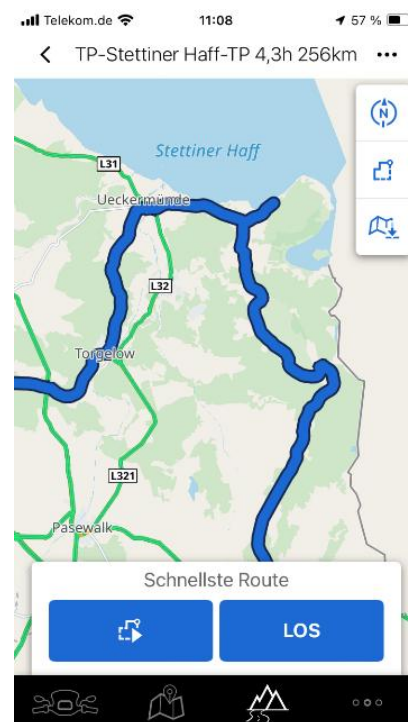 Telekom.de
11:08
57 %
TP-Stettiner Haff-TP 4,3h 256km
N
Stettiner Haff
L31
Ueckermünde
L32
Torgelow
L321
Pasewalk
Schnellste Route
LOS